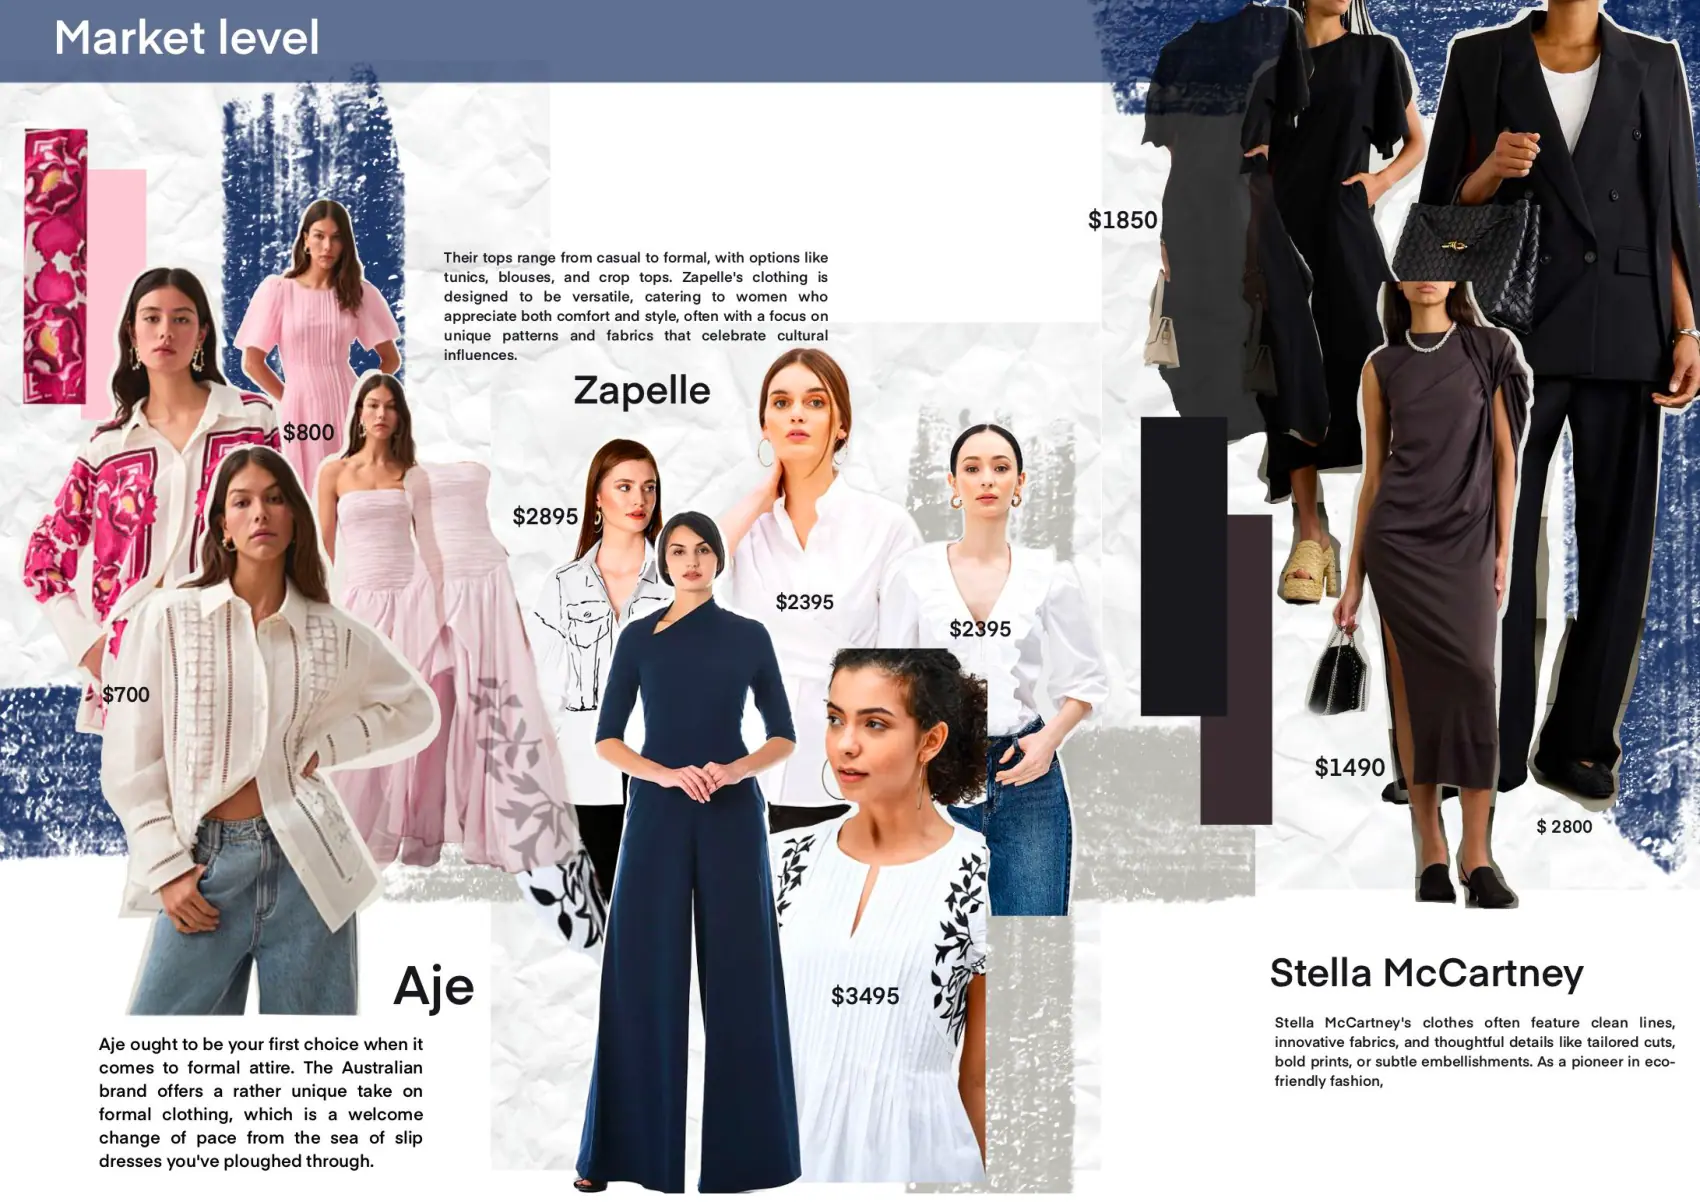 Market level
$1850
Their tops range from casual to formal, with options like
tunics, blouses, and crop tops. Zapelle's clothing is
designed to be versatile, catering to women who
appreciate both comfort and style, often with a focus on
unique patterns and fabrics that celebrate cultural
influences.
Zapelle
$800
$2895
$2395
$2395
$700
$1490
$ 2800
$3495
Aje
Aje ought to be your first choice when it
comes to formal attire. The Australian
brand offers a rather unique take on
formal clothing, which is a welcome
change of pace from the sea of slip
dresses you've ploughed through.
Stella McCartney
Stella McCartney's clothes often feature clean lines,
innovative fabrics, and thoughtful details like tailored cuts,
bold prints, or subtle embellishments. As a pioneer in eco-
friendly fashion,